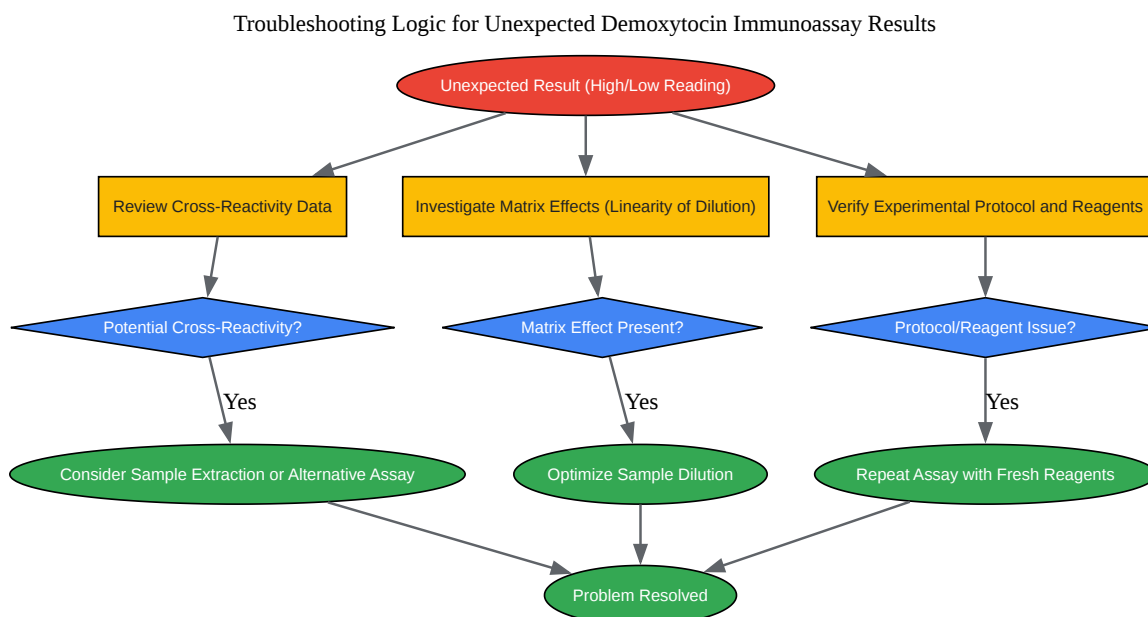 Troubleshooting Logic for Unexpected Demoxytocin Immunoassay Results
Unexpected Result (High/Low Reading)
Review Cross-Reactivity Data
Investigate Matrix Effects (Linearity of Dilution)
Verify Experimental Protocol and Reagents
Potential Cross-Reactivity?
Matrix Effect Present?
Protocol/Reagent Issue?
Yes
Yes
Yes
Consider Sample Extraction or Alternative Assay
Optimize Sample Dilution
Repeat Assay with Fresh Reagents
Problem Resolved